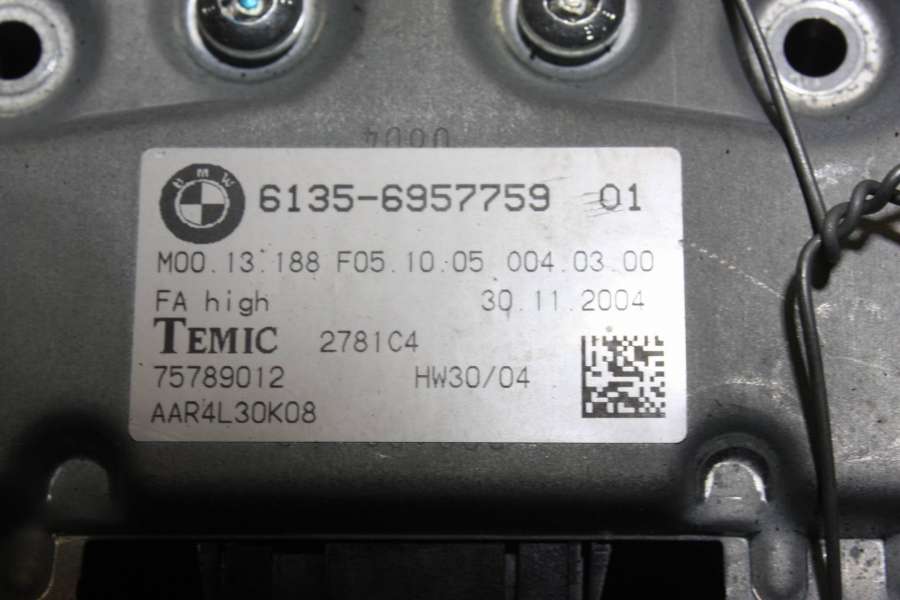 0604
BMW
6135-6957759 01
M00.13.188 F05.10.05 004.03.00
FA high 30.11.2004
TEMIC 2781C4
75789012 HW30/04
AAR4L30K08